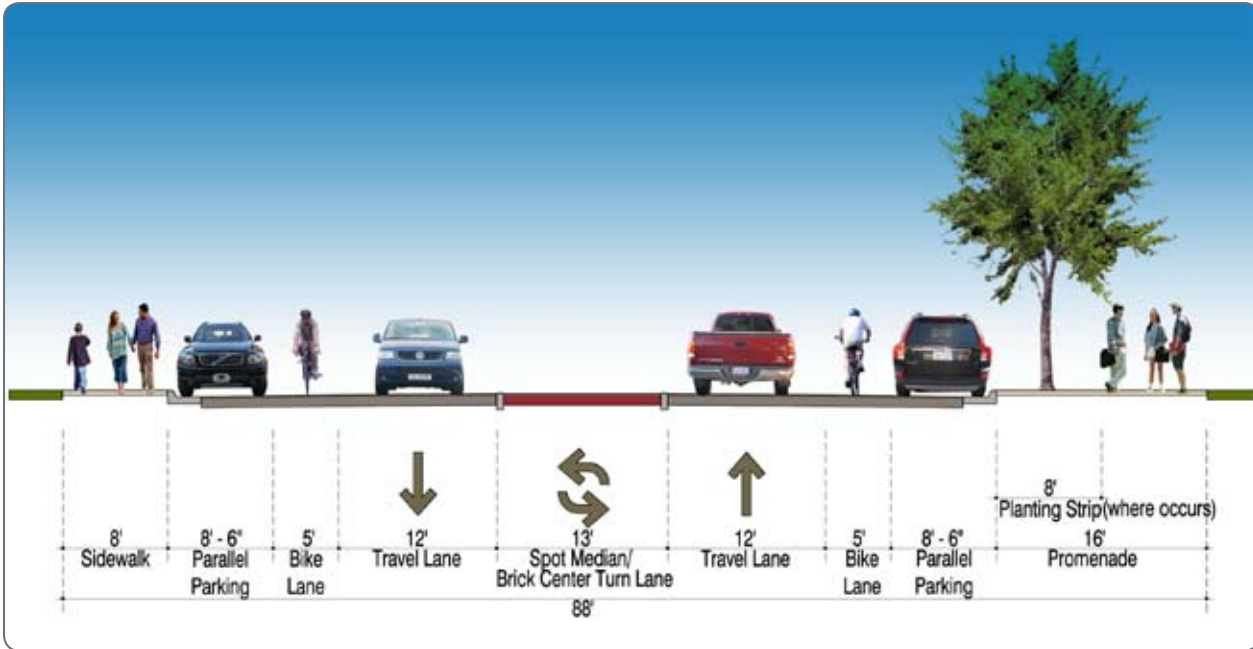 8'
Planting Strip(where occurs)
8'
Sidewalk
8' - 6"
Parallel
Parking
5'
Bike
Lane
12'
Travel Lane
13'
Spot Median/
Brick Center Turn Lane
12'
Travel Lane
5'
Bike
Lane
8' - 6"
Parallel
Parking
16'
Promenade
88'